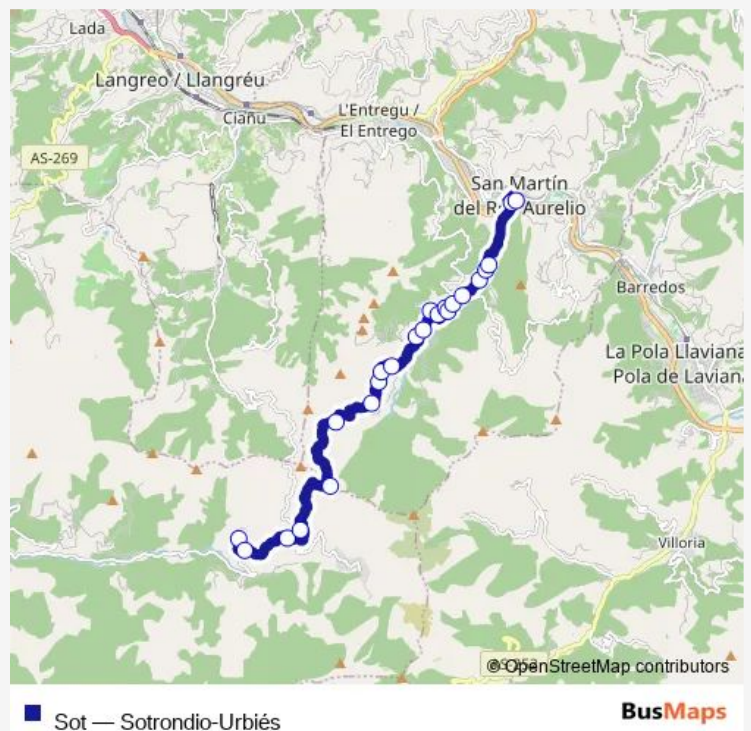 Lada
Langreo / Llangréu
Ciañu
L'Entregu /
El Entrego
AS-269
San Martín
del R Aurelio
Barredos
La Pola Llaviana
Pola de Laviana
Villoria
© OpenStreetMap contributors
Sot — Sotrondio-Urbiés
BusMaps